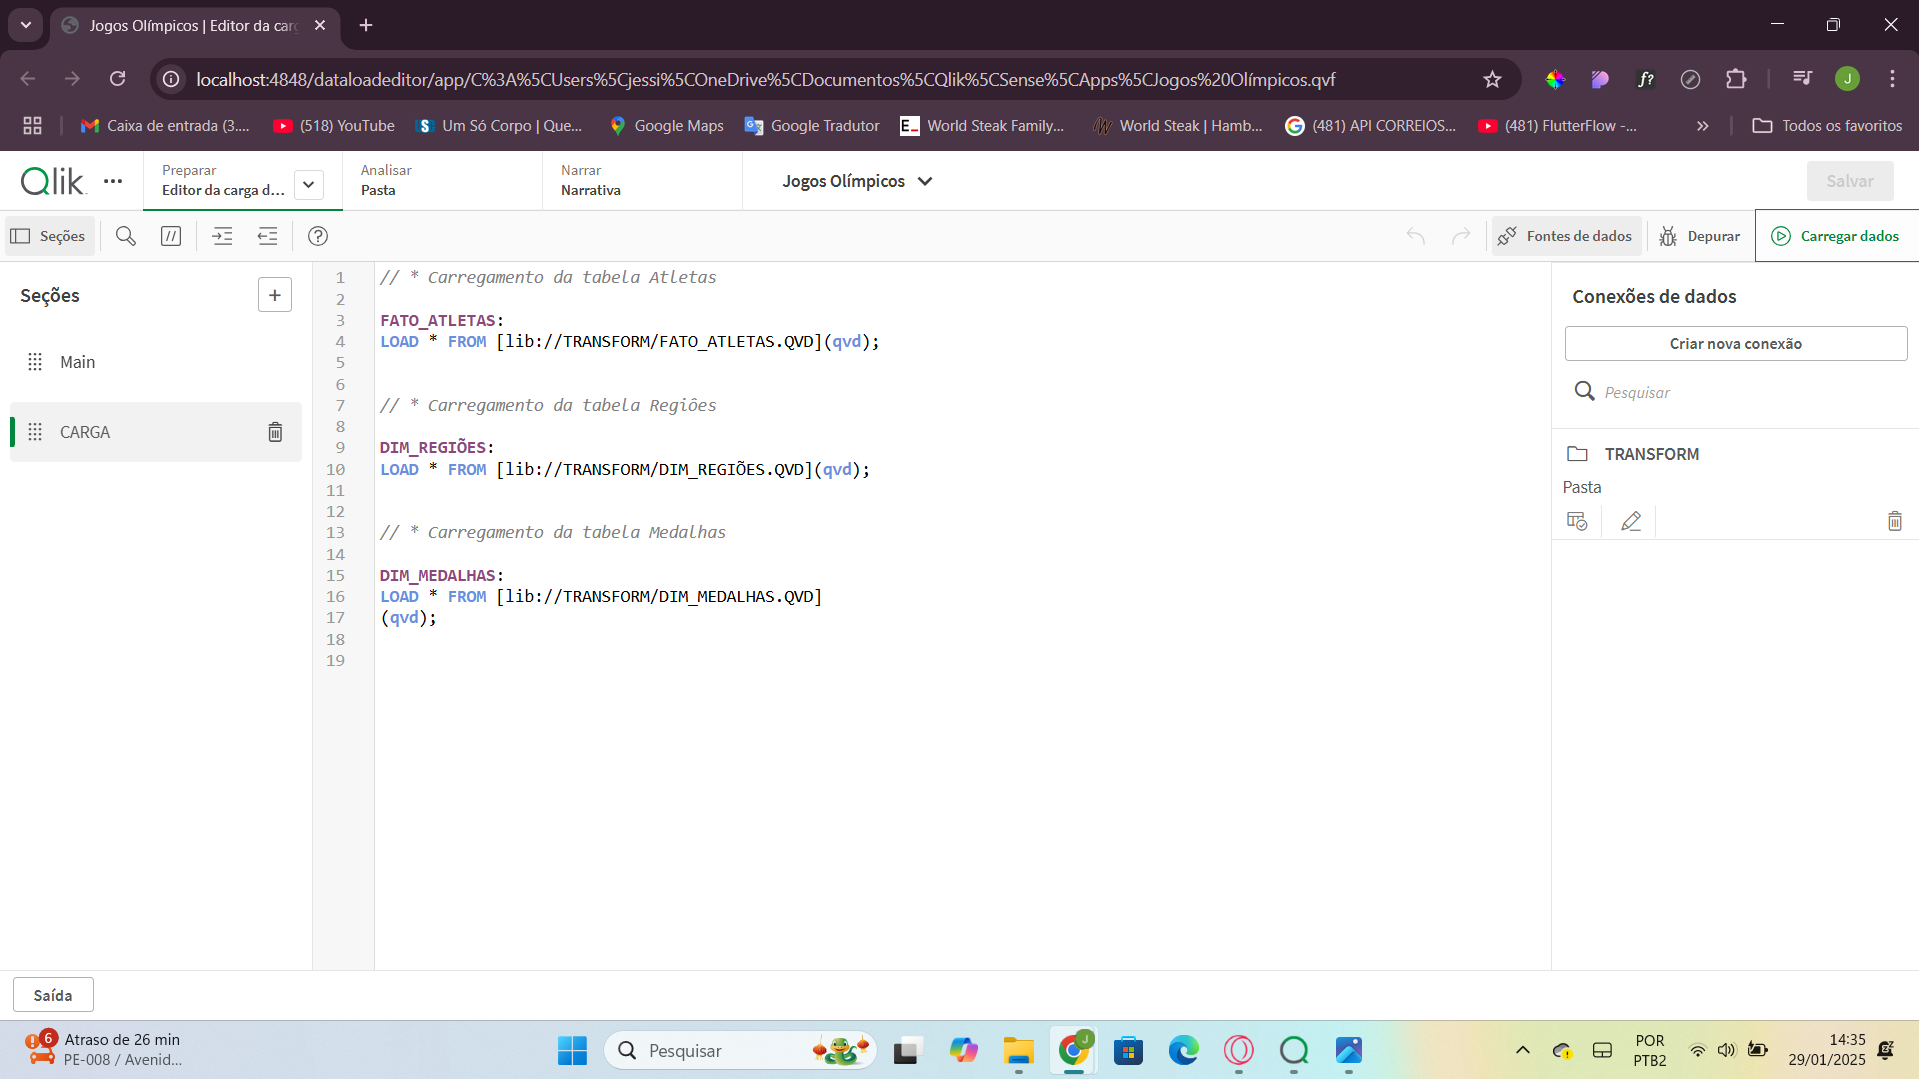 Jogos Olímpicos | Editor da carg
localhost:4848/dataloadeditor/app/C%3A%5CUsers%5Cjessi%5COneDrive%5CDocumentos%5CQlik%5CSense%5CApps%5CJogos%20Olímpicos.qvf
f?
J
Caixa de entrada (3....
(518) YouTube
Um Só Corpo | Que...
Google Maps
Google Tradutor
World Steak Family...
World Steak | Hamb...
(481) API CORREIOS...
(481) FlutterFlow -...
Todos os favoritos
Qlik
Preparar
Editor da carga d...
Analisar
Pasta
Narrar
Narrativa
Jogos Olímpicos
Salvar
Seções
Fontes de dados
Depurar
Carregar dados
Seções
Main
CARGA
1 // * Carregamento da tabela Atletas
2
3 FATO_ATLETAS:
4 LOAD * FROM [lib://TRANSFORM/FATO_ATLETAS.QVD](qvd);
5
6
7 // * Carregamento da tabela Regiôes
8
9 DIM_REGIÕES:
10 LOAD * FROM [lib://TRANSFORM/DIM_REGIÕES.QVD](qvd);
11
12
13 // * Carregamento da tabela Medalhas
14
15 DIM_MEDALHAS:
16 LOAD * FROM [lib://TRANSFORM/DIM_MEDALHAS.QVD]
17 (qvd);
18
19
Conexões de dados
Criar nova conexão
Pesquisar
TRANSFORM
Pasta
Saída
6
Atraso de 26 min
PE-008 / Avenid...
Pesquisar
J
POR
PTB2
14:35
29/01/2025